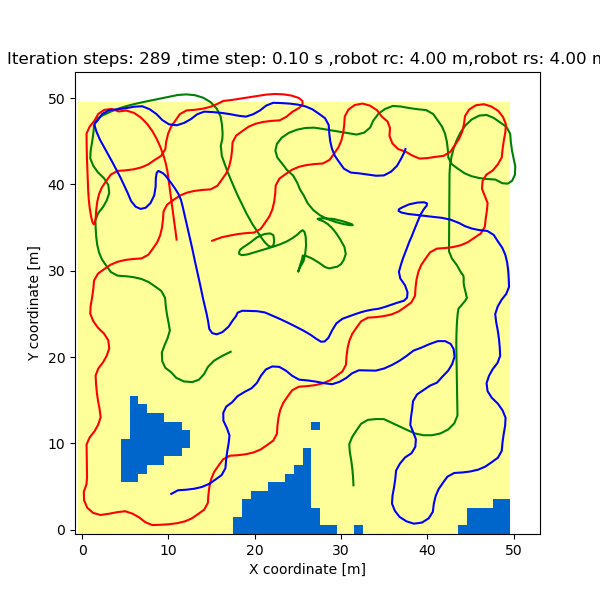 Iteration steps: 289 ,time step: 0.10 s ,robot rc: 4.00 m,robot rs: 4.00 m
50
40
30
20
10
0
Y coordinate [m]
0 10 20 30 40 50
X coordinate [m]